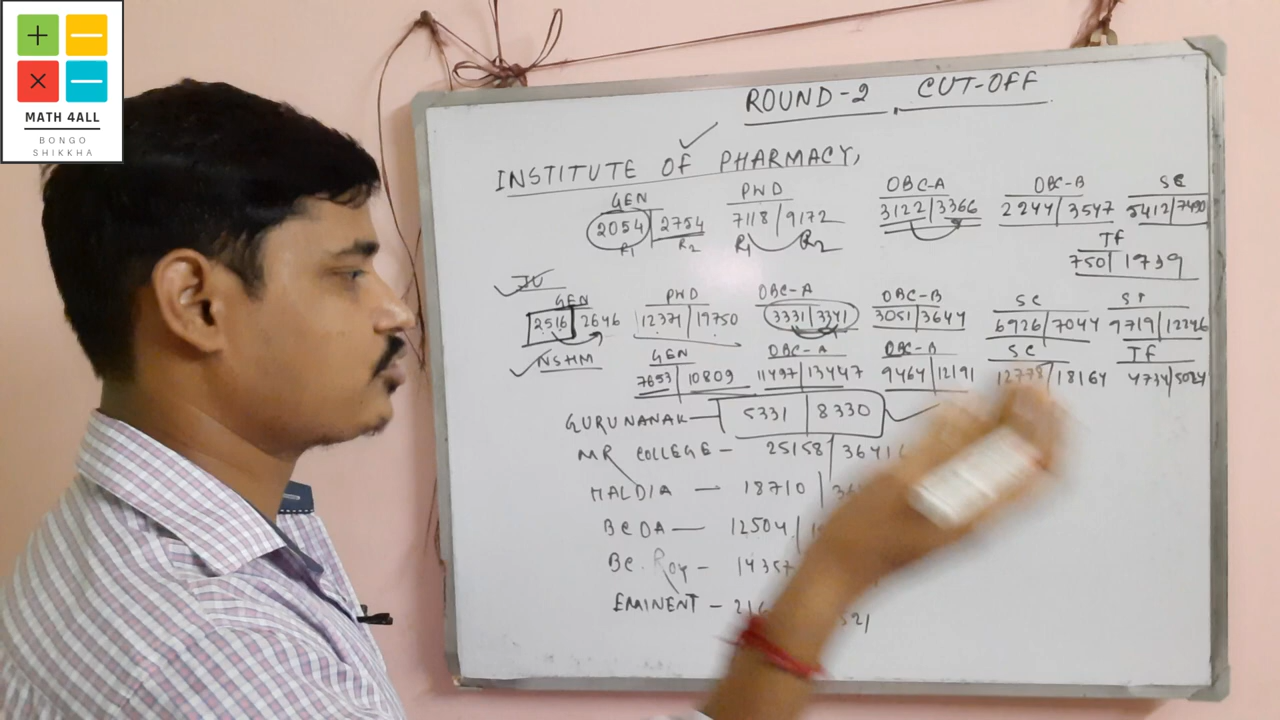 MATH 4ALL
BONGO
SHIKKHA
ROUND-2 CUT-OFF
INSTITUTE OF PHARMACY,
GEN PWD OBC-A OBC-B SC
2054 | 2754 7118 | 9172 3122 | 3366 2244 | 3547 5412 | 7490
R1 R2 R1 R2
TF
750 | 1739
JU
GEN PWD OBC-A OBC-B SC ST
2516 | 2646 12371 | 19750 3331 | 3341 3051 | 3644 6926 | 7044 9719 | 12246
NSHM
GEN OBC-A OBC-B SC TF
7653 | 10809 11497 | 13447 9464 | 12191 12778 | 18164 4734 | 5024
GURUNANAK — 5331 | 8330
MR COLLEGE - 25158 |
HALDIA — 18710 |
BCDA — 12504 |
BC. Roy -
EMINENT -